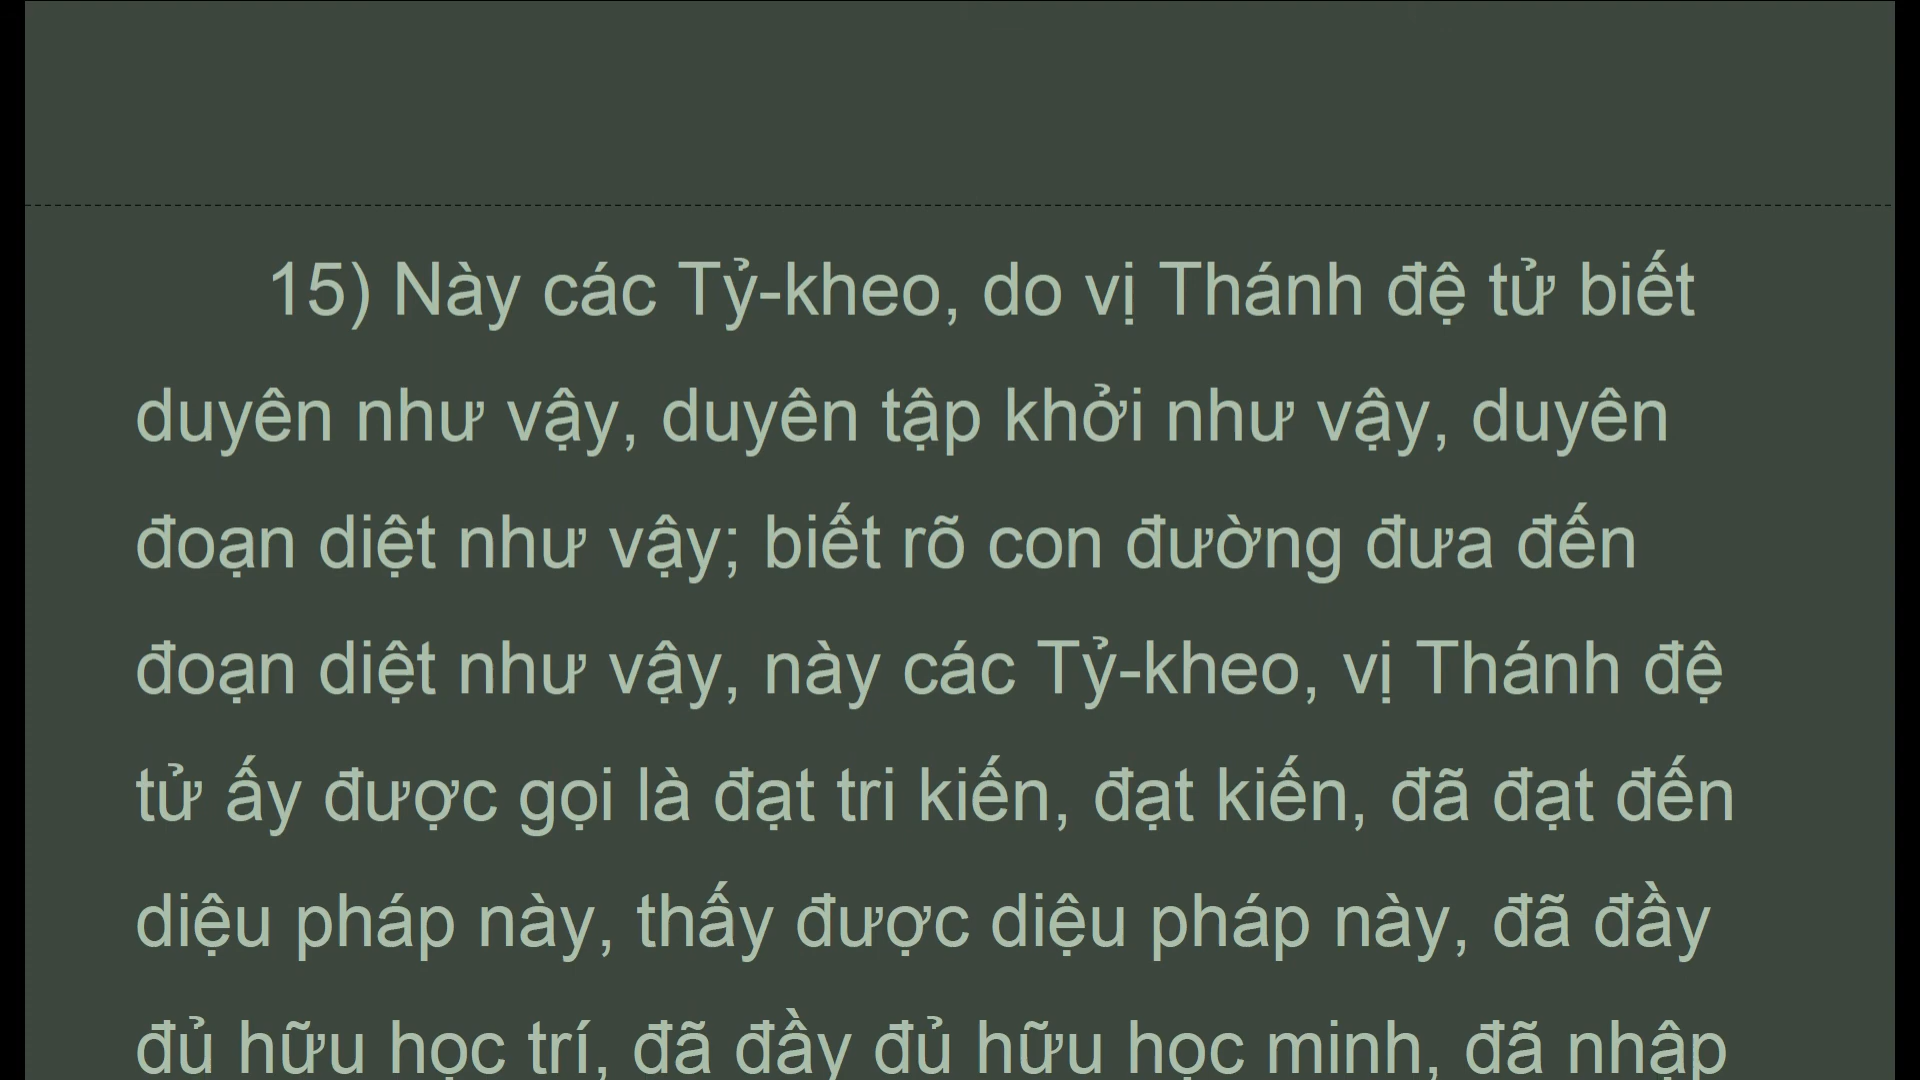 15) Này các Tỷ-kheo, do vị Thánh đệ tử biết
duyên như vậy, duyên tập khởi như vậy, duyên
đoạn diệt như vậy; biết rõ con đường đưa đến
đoạn diệt như vậy, này các Tỷ-kheo, vị Thánh đệ
tử ấy được gọi là đạt tri kiến, đạt kiến, đã đạt đến
diệu pháp này, thấy được diệu pháp này, đã đầy
đủ hữu học trí, đã đầy đủ hữu học minh, đã nhập